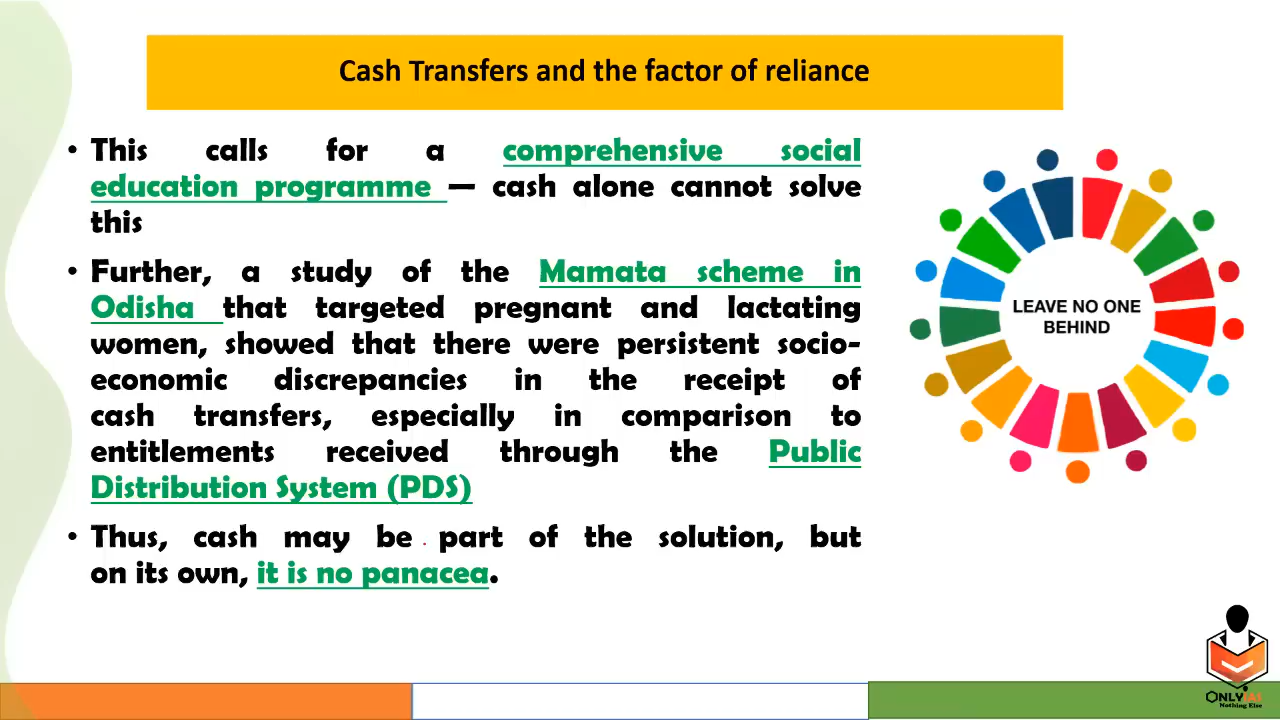 Cash Transfers and the factor of reliance
• This calls for a comprehensive social
education programme — cash alone cannot solve
this
• Further, a study of the Mamata scheme in
Odisha that targeted pregnant and lactating
women, showed that there were persistent socio-
economic discrepancies in the receipt of
cash transfers, especially in comparison to
entitlements received through the Public
Distribution System (PDS)
• Thus, cash may be part of the solution, but
on its own, it is no panacea.
LEAVE NO ONE
BEHIND
ONLYIAS
Nothing Else